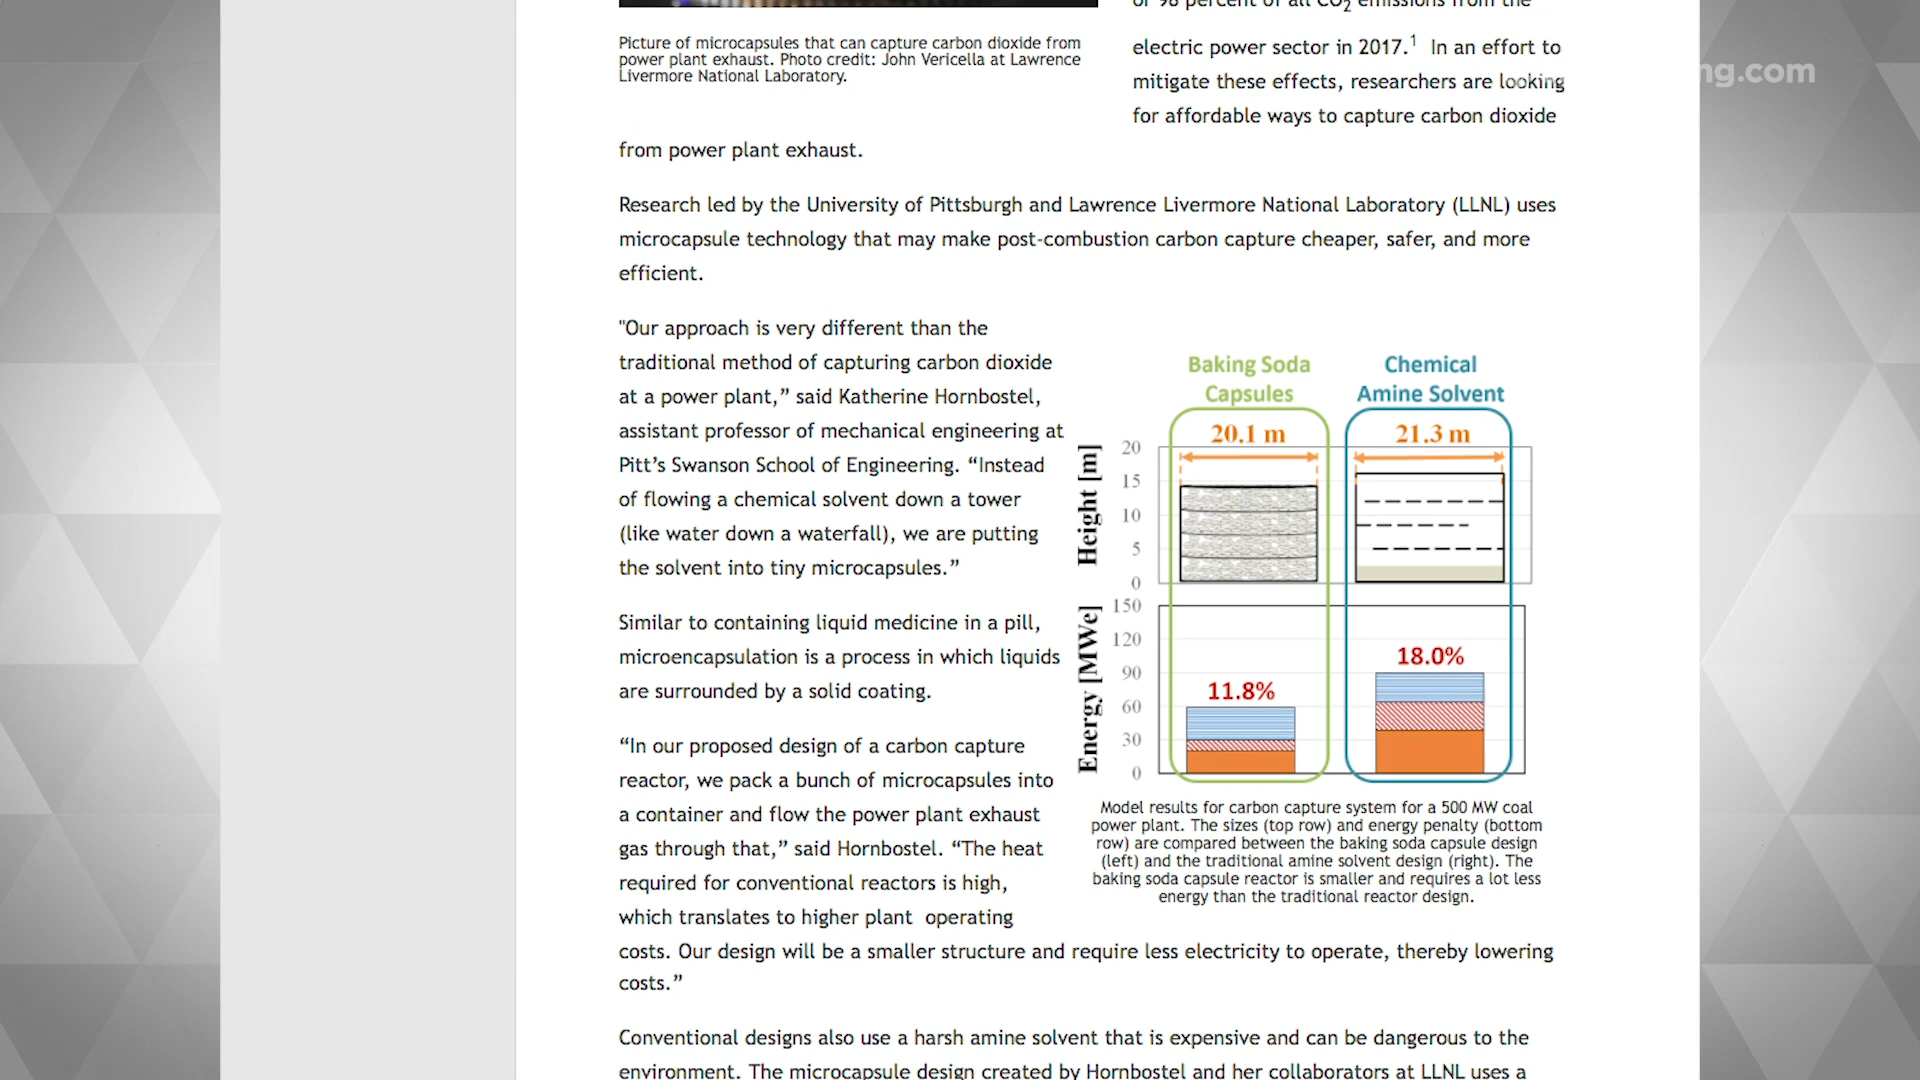 of 98 percent of all CO2 emissions from the
Picture of microcapsules that can capture carbon dioxide from
power plant exhaust. Photo credit: John Vericella at Lawrence
Livermore National Laboratory.
electric power sector in 2017.1 In an effort to
mitigate these effects, researchers are looking
for affordable ways to capture carbon dioxide
from power plant exhaust.
ng.com
Research led by the University of Pittsburgh and Lawrence Livermore National Laboratory (LLNL) uses
microcapsule technology that may make post-combustion carbon capture cheaper, safer, and more
efficient.
"Our approach is very different than the
traditional method of capturing carbon dioxide
at a power plant,” said Katherine Hornbostel,
assistant professor of mechanical engineering at
Pitt’s Swanson School of Engineering. “Instead
of flowing a chemical solvent down a tower
(like water down a waterfall), we are putting
the solvent into tiny microcapsules.”
Similar to containing liquid medicine in a pill,
microencapsulation is a process in which liquids
are surrounded by a solid coating.
“In our proposed design of a carbon capture
reactor, we pack a bunch of microcapsules into
a container and flow the power plant exhaust
gas through that,” said Hornbostel. “The heat
required for conventional reactors is high,
which translates to higher plant operating
costs. Our design will be a smaller structure and require less electricity to operate, thereby lowering
costs.”
Baking Soda
Capsules
Chemical
Amine Solvent
20.1 m
21.3 m
Height [m]
20
15
10
5
0
Energy [MWe]
150
120
90
60
30
0
11.8%
18.0%
Model results for carbon capture system for a 500 MW coal
power plant. The sizes (top row) and energy penalty (bottom
row) are compared between the baking soda capsule design
(left) and the traditional amine solvent design (right). The
baking soda capsule reactor is smaller and requires a lot less
energy than the traditional reactor design.
Conventional designs also use a harsh amine solvent that is expensive and can be dangerous to the
environment. The microcapsule design created by Hornbostel and her collaborators at LLNL uses a